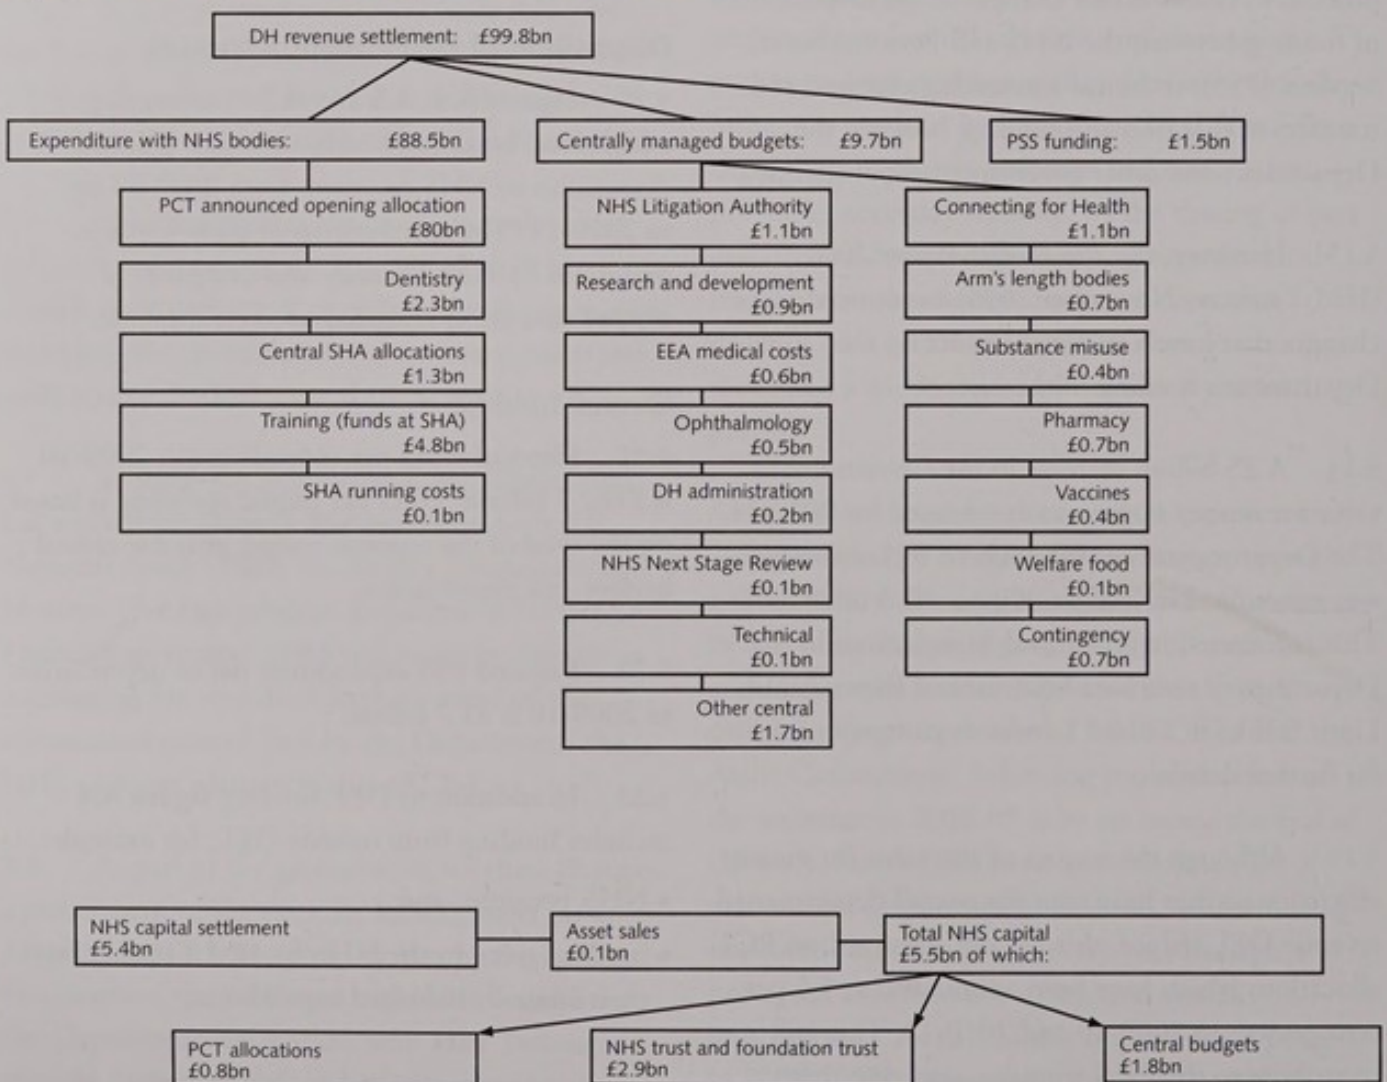 DH revenue settlement: £99.8bn
Expenditure with NHS bodies: £88.5bn
Centrally managed budgets: £9.7bn
PSS funding: £1.5bn
PCT announced opening allocation
£80bn
Dentistry
£2.3bn
Central SHA allocations
£1.3bn
Training (funds at SHA)
£4.8bn
SHA running costs
£0.1bn
NHS Litigation Authority
£1.1bn
Research and development
£0.9bn
EEA medical costs
£0.6bn
Ophthalmology
£0.5bn
DH administration
£0.2bn
NHS Next Stage Review
£0.1bn
Technical
£0.1bn
Other central
£1.7bn
Connecting for Health
£1.1bn
Arm's length bodies
£0.7bn
Substance misuse
£0.4bn
Pharmacy
£0.7bn
Vaccines
£0.4bn
Welfare food
£0.1bn
Contingency
£0.7bn
NHS capital settlement
£5.4bn
Asset sales
£0.1bn
Total NHS capital
£5.5bn of which:
PCT allocations
£0.8bn
NHS trust and foundation trust
£2.9bn
Central budgets
£1.8bn